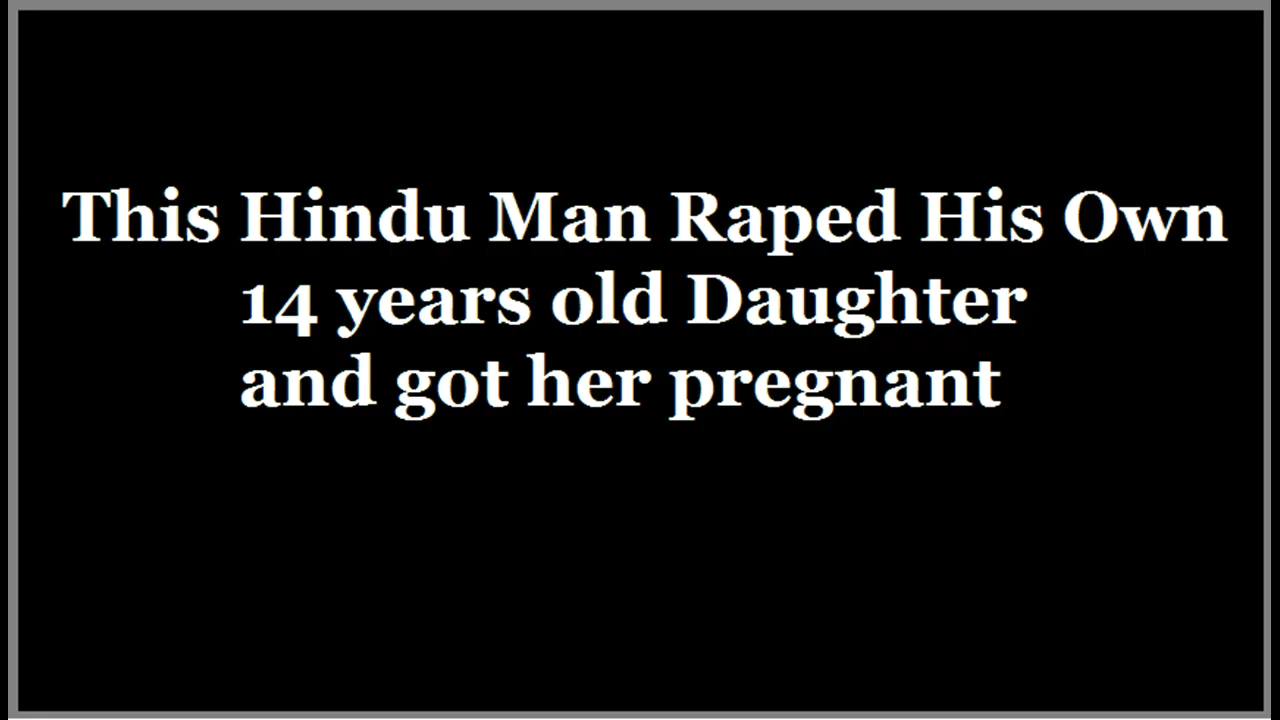 This Hindu Man Raped His Own
14 years old Daughter
and got her pregnant